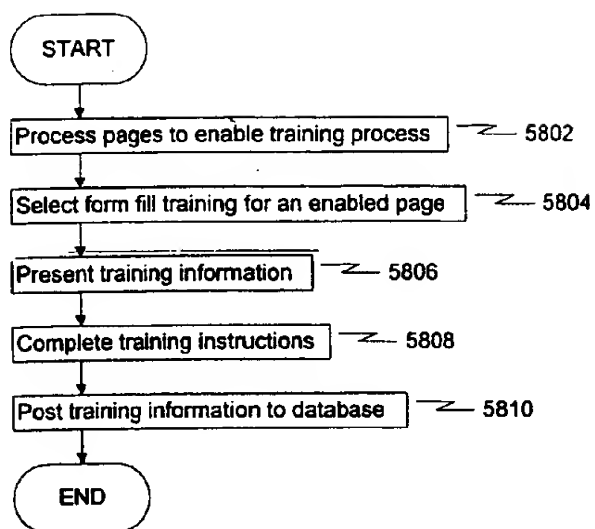 START
Process pages to enable training process 5802
Select form fill training for an enabled page 5804
Present training information 5806
Complete training instructions 5808
Post training information to database 5810
END